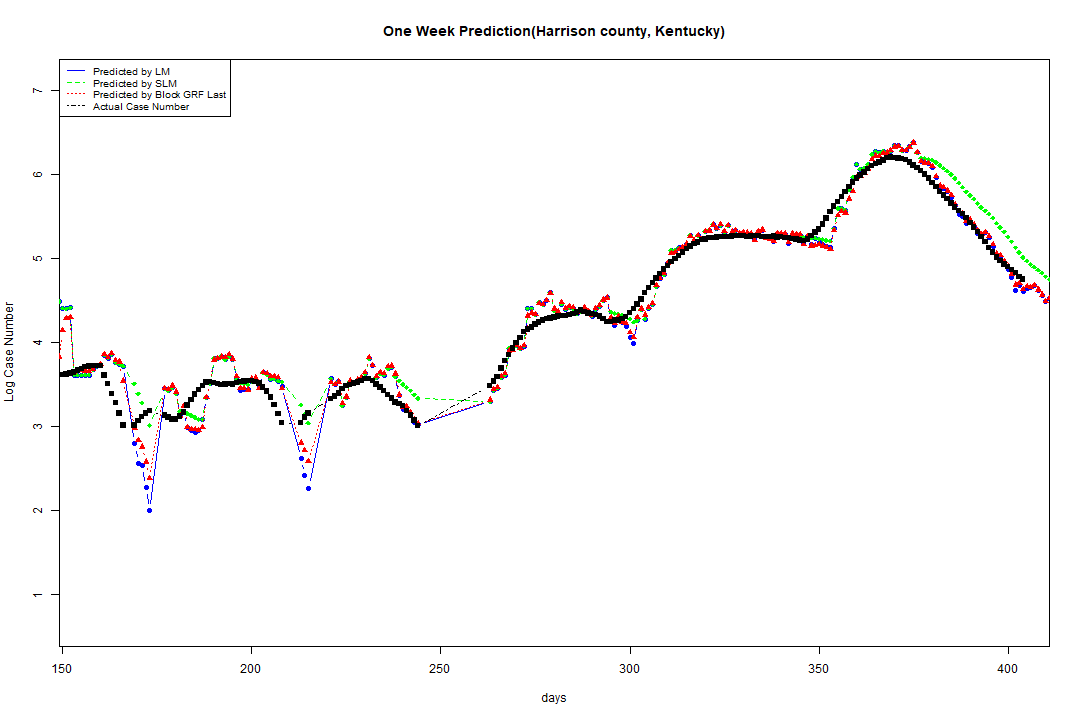 One Week Prediction(Harrison county, Kentucky)
Predicted by LM
Predicted by SLM
Predicted by Block GRF Last
Actual Case Number
7
6
5
4
3
2
1
Log Case Number
150 200 250 300 350 400
days